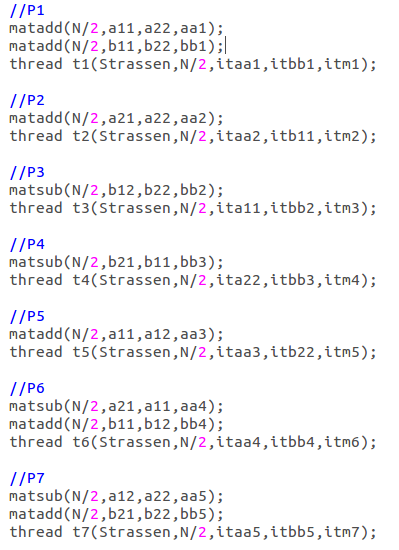 //P1
matadd(N/2,a11,a22,aa1);
matadd(N/2,b11,b22,bb1);
thread t1(Strassen,N/2,itaa1,itbb1,itm1);
//P2
matadd(N/2,a21,a22,aa2);
thread t2(Strassen,N/2,itaa2,itb11,itm2);
//P3
matsub(N/2,b12,b22,bb2);
thread t3(Strassen,N/2,ita11,itbb2,itm3);
//P4
matsub(N/2,b21,b11,bb3);
thread t4(Strassen,N/2,ita22,itbb3,itm4);
//P5
matadd(N/2,a11,a12,aa3);
thread t5(Strassen,N/2,itaa3,itb22,itm5);
//P6
matsub(N/2,a21,a11,aa4);
matadd(N/2,b11,b12,bb4);
thread t6(Strassen,N/2,itaa4,itbb4,itm6);
//P7
matsub(N/2,a12,a22,aa5);
matadd(N/2,b21,b22,bb5);
thread t7(Strassen,N/2,itaa5,itbb5,itm7);